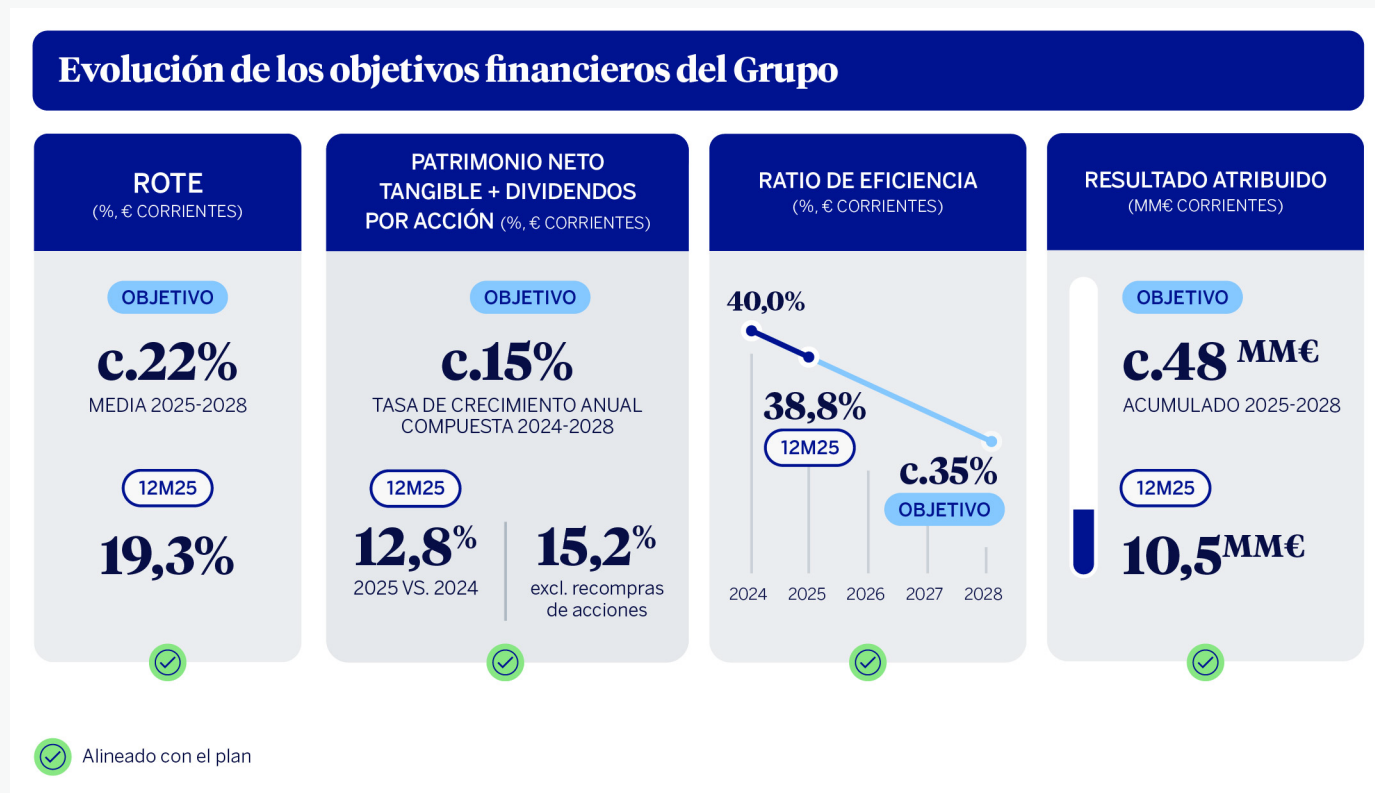 Evolución de los objetivos financieros del Grupo
ROTE
(%, € CORRIENTES)
OBJETIVO
c.22%
MEDIA 2025-2028
12M25
19,3%
PATRIMONIO NETO
TANGIBLE + DIVIDENDOS
POR ACCIÓN (%, € CORRIENTES)
OBJETIVO
c.15%
TASA DE CRECIMIENTO ANUAL
COMPUESTA 2024-2028
12M25
12,8%
2025 VS. 2024
15,2%
excl. recompras
de acciones
RATIO DE EFICIENCIA
(%, € CORRIENTES)
40,0%
38,8%
12M25
c.35%
OBJETIVO
2024 2025 2026 2027 2028
RESULTADO ATRIBUIDO
(MM€ CORRIENTES)
OBJETIVO
c.48 MM€
ACUMULADO 2025-2028
12M25
10,5MM€
Alineado con el plan